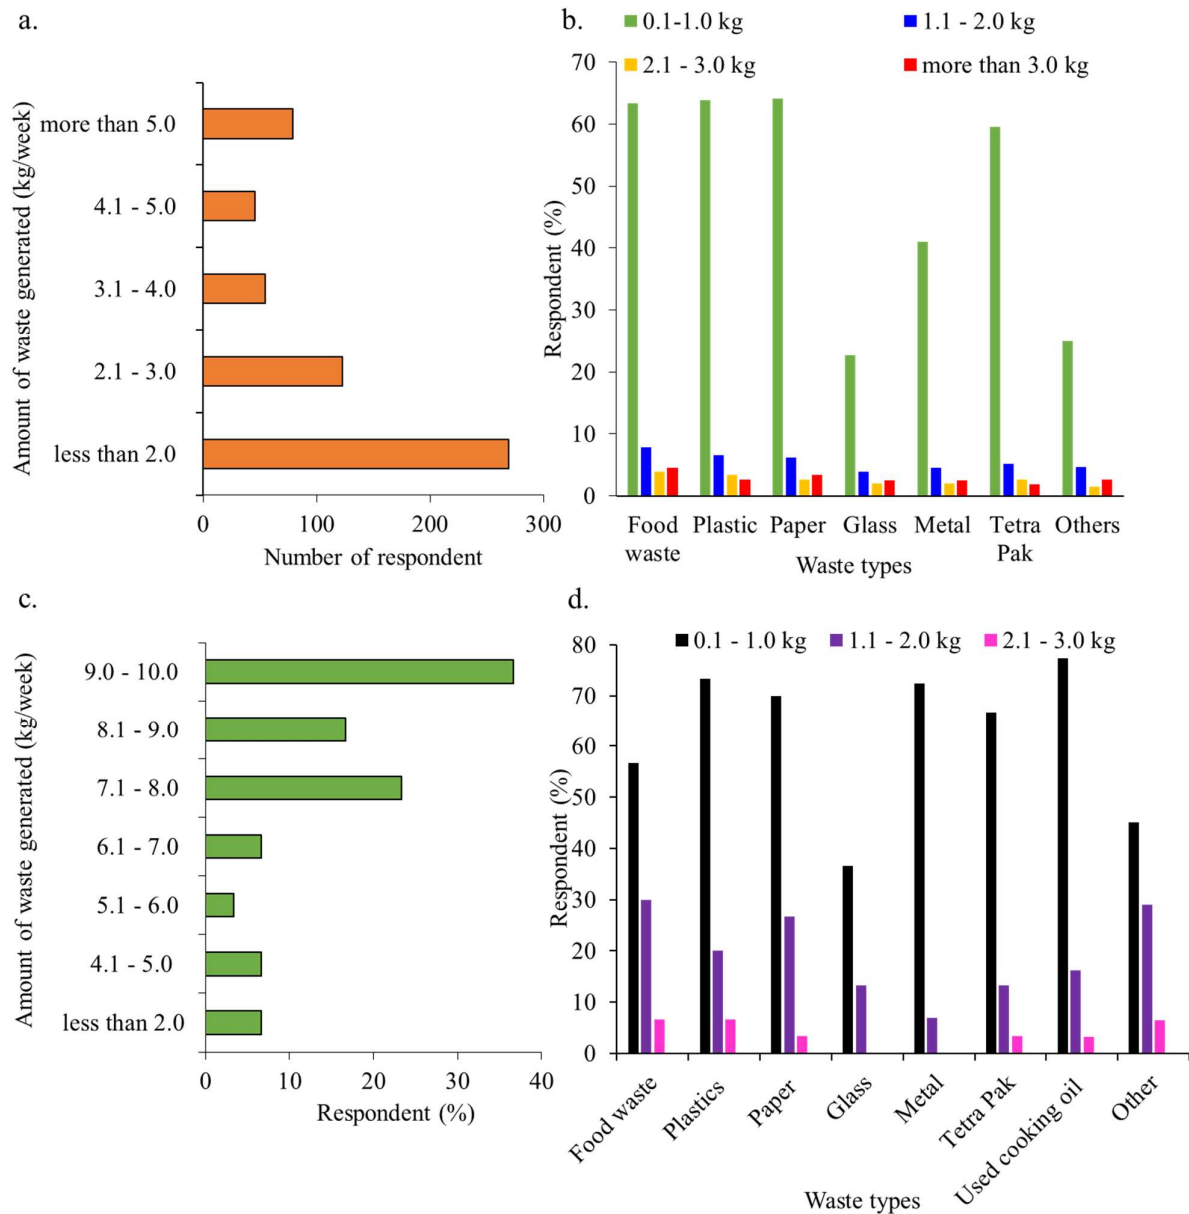 a.
Amount of waste generated (kg/week)
more than 5.0
4.1 - 5.0
3.1 - 4.0
2.1 - 3.0
less than 2.0
0 100 200 300
Number of respondent
b.
0.1-1.0 kg 1.1 - 2.0 kg
2.1 - 3.0 kg more than 3.0 kg
Respondent (%)
70
60
50
40
30
20
10
0
Food waste Plastic Paper Glass Metal Tetra Pak Others
Waste types
c.
Amount of waste generated (kg/week)
9.0 - 10.0
8.1 - 9.0
7.1 - 8.0
6.1 - 7.0
5.1 - 6.0
4.1 - 5.0
less than 2.0
0 10 20 30 40
Respondent (%)
d.
0.1 - 1.0 kg 1.1 - 2.0 kg 2.1 - 3.0 kg
Respondent (%)
80
70
60
50
40
30
20
10
0
Food waste Plastics Paper Glass Metal Tetra Pak Used cooking oil Other
Waste types